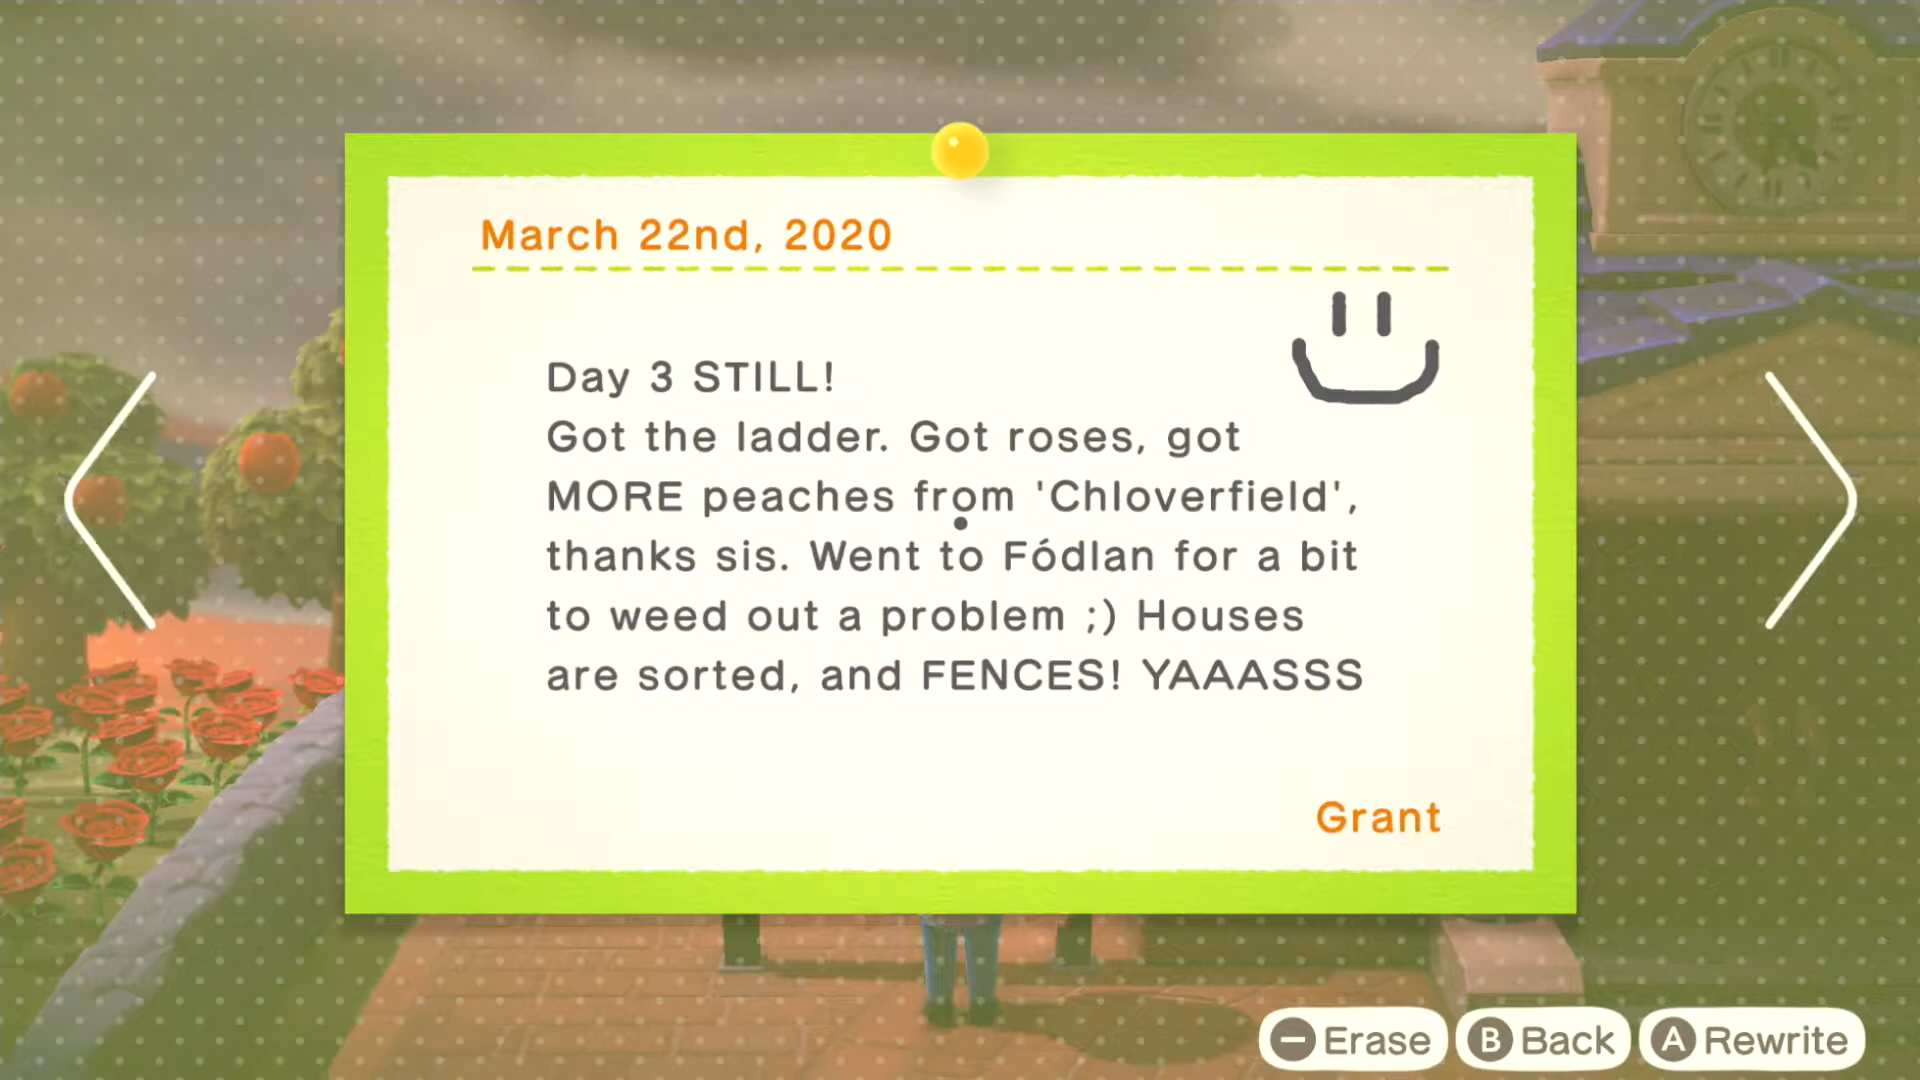 March 22nd, 2020
Day 3 STILL!
Got the ladder. Got roses, got
MORE peaches from 'Chloverfield',
thanks sis. Went to Fódlan for a bit
to weed out a problem ;) Houses
are sorted, and FENCES! YAAASSS
Grant
Erase B Back A Rewrite